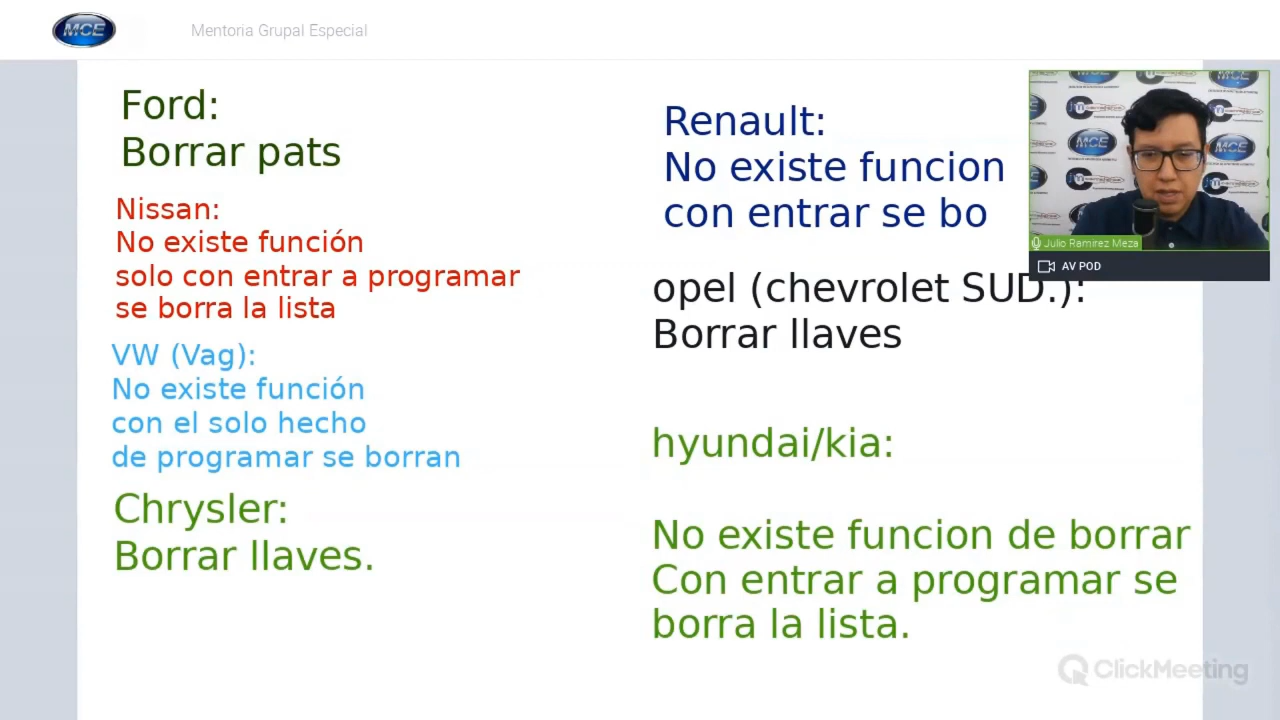 MCE
Mentoria Grupal Especial
Ford:
Borrar pats
Nissan:
No existe función
solo con entrar a programar
se borra la lista
VW (Vag):
No existe función
con el solo hecho
de programar se borran
Chrysler:
Borrar llaves.
Renault:
No existe funcion
con entrar se bo
opel (chevrolet SUD.):
Borrar llaves
hyundai/kia:
No existe funcion de borrar
Con entrar a programar se
borra la lista.
MCE
MCE
Julio Ramirez Meza
AV POD
ClickMeeting